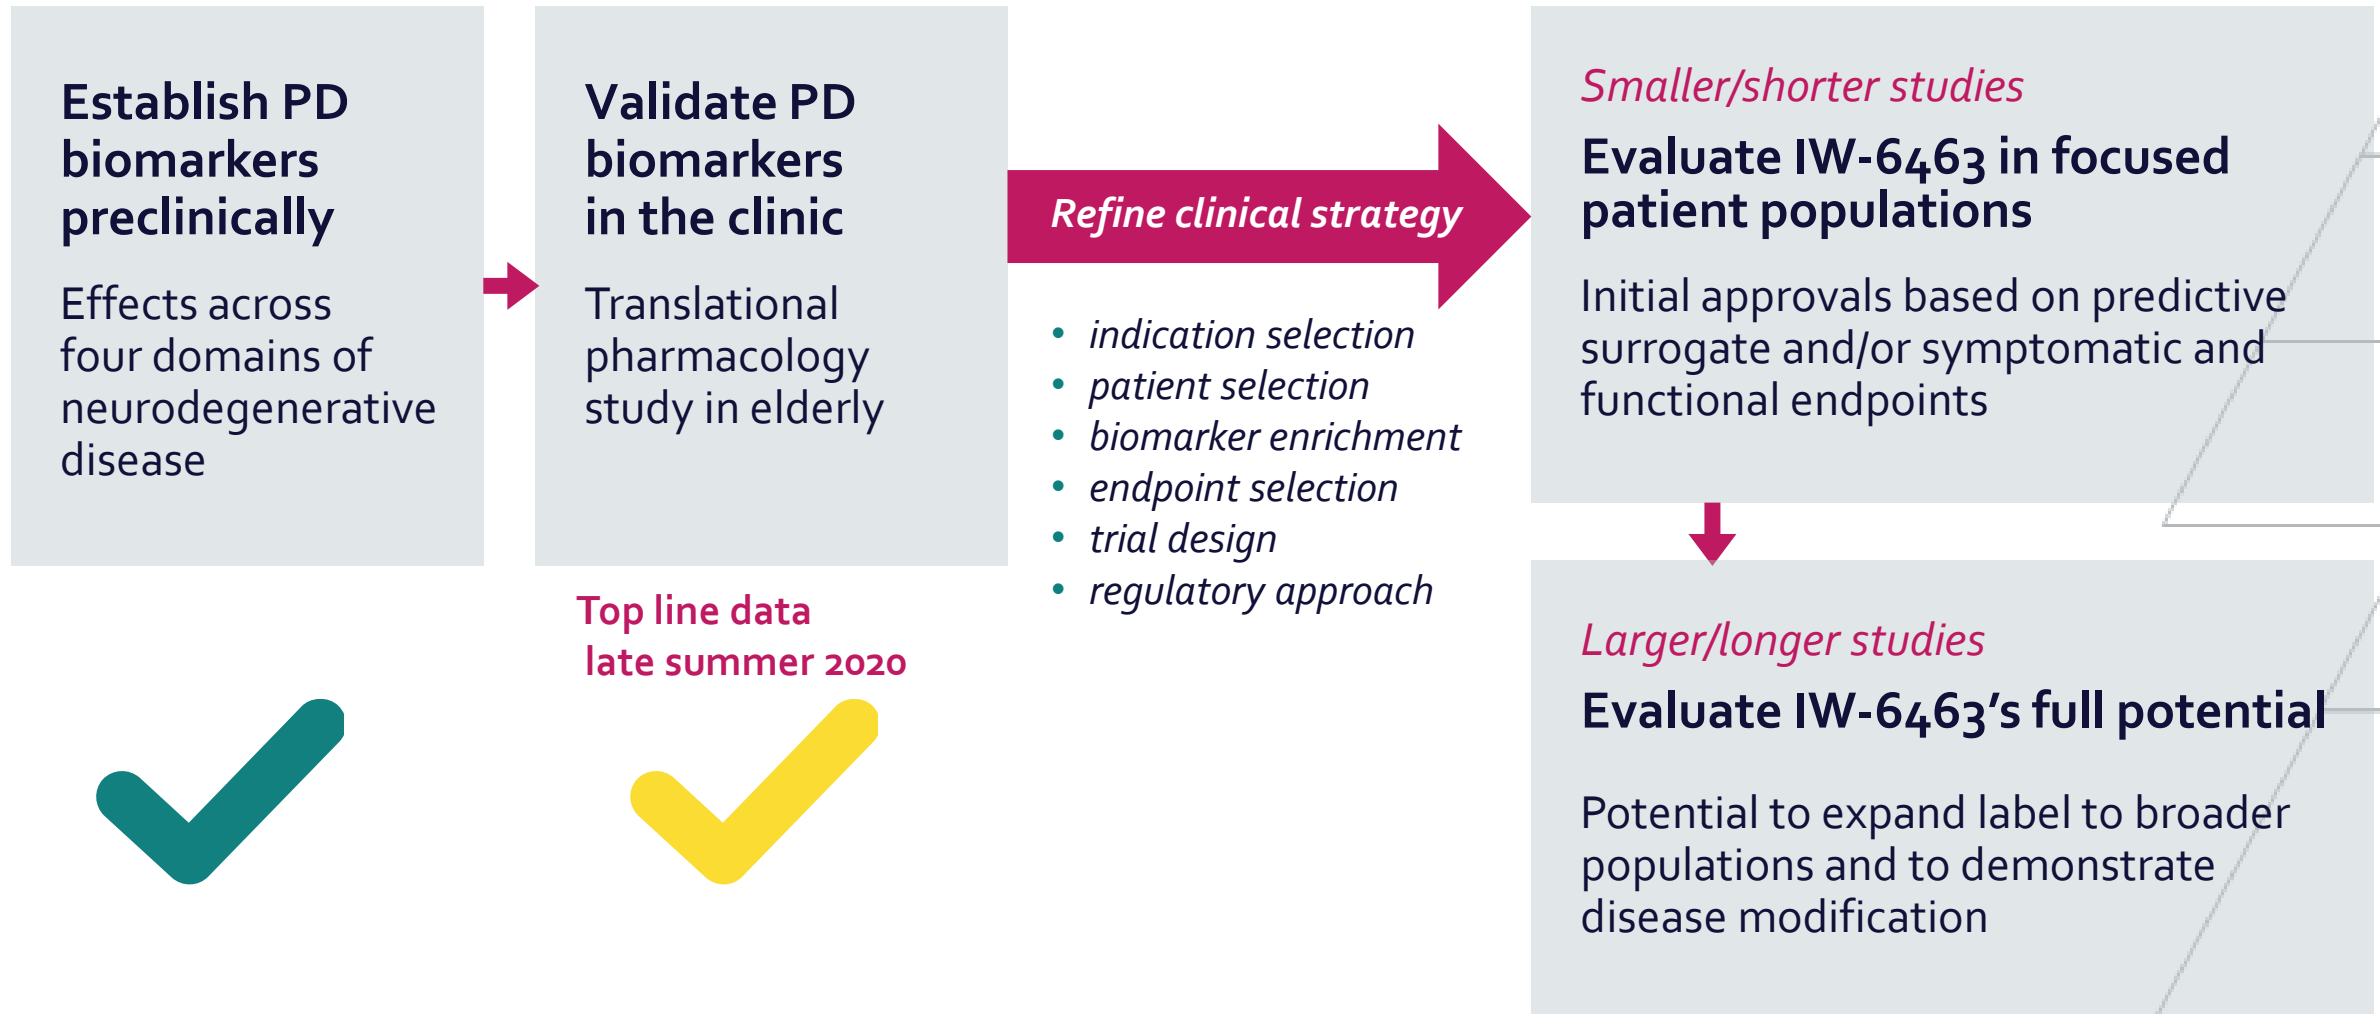 Establish PD
biomarkers
preclinically
Effects across
four domains of
neurodegenerative
disease
Validate PD
biomarkers
in the clinic
Translational
pharmacology
study in elderly
Top line data
late summer 2020
Refine clinical strategy
• indication selection
• patient selection
• biomarker enrichment
• endpoint selection
• trial design
• regulatory approach
Smaller/shorter studies
Evaluate IW-6463 in focused
patient populations
Initial approvals based on predictive
surrogate and/or symptomatic and
functional endpoints
Larger/longer studies
Evaluate IW-6463’s full potential
Potential to expand label to broader
populations and to demonstrate
disease modification